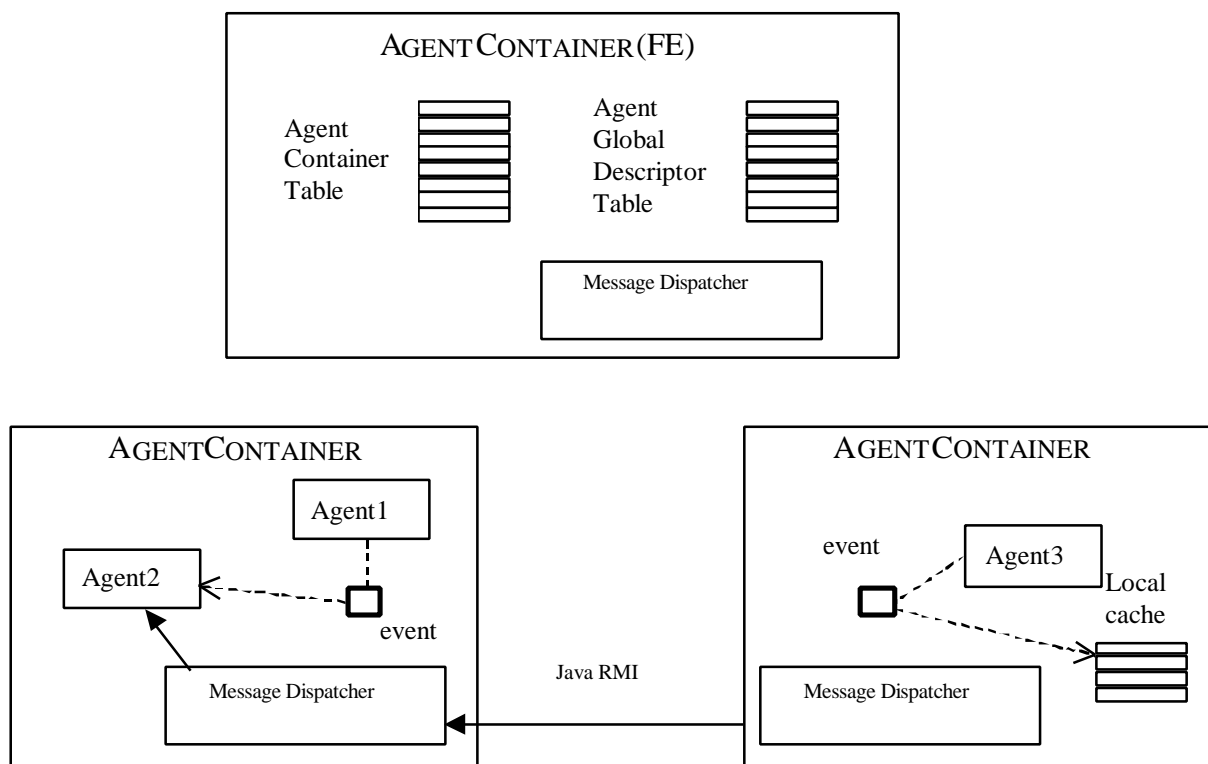 AGENTCONTAINER(FE)
Agent
Container
Table
Agent
Global
Descriptor
Table
Message Dispatcher
AGENTCONTAINER
Agent1
Agent2
event
Message Dispatcher
Java RMI
AGENTCONTAINER
event
Agent3
Local
cache
Message Dispatcher